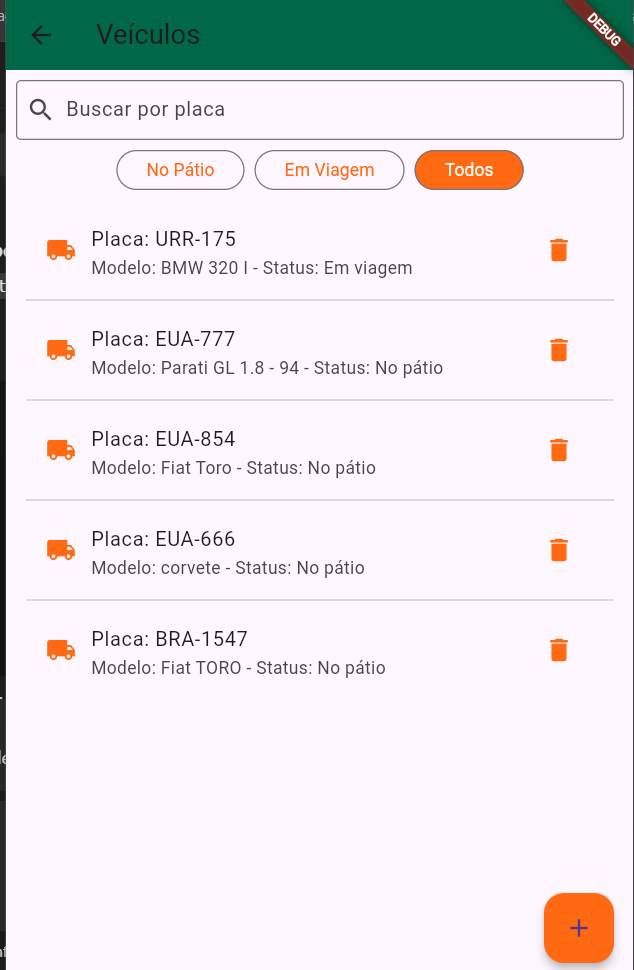 Veículos
DEBUG
Buscar por placa
No Pátio
Em Viagem
Todos
Placa: URR-175
Modelo: BMW 320 I - Status: Em viagem
Placa: EUA-777
Modelo: Parati GL 1.8 - 94 - Status: No pátio
Placa: EUA-854
Modelo: Fiat Toro - Status: No pátio
Placa: EUA-666
Modelo: corvete - Status: No pátio
Placa: BRA-1547
Modelo: Fiat TORO - Status: No pátio
+